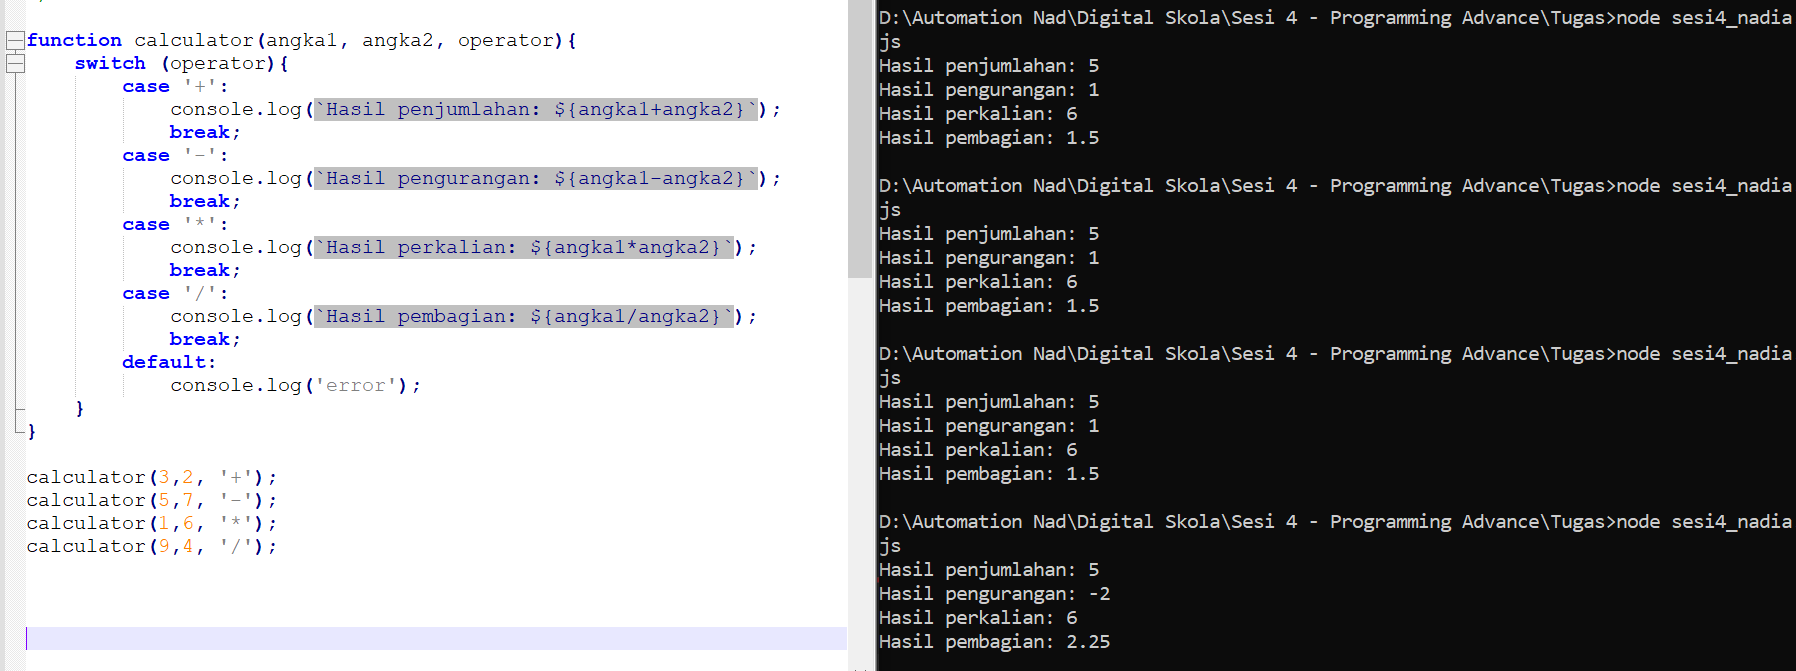 function calculator(angka1, angka2, operator){
switch (operator){
case '+':
console.log(`Hasil penjumlahan: ${angka1+angka2}`);
break;
case '-':
console.log(`Hasil pengurangan: ${angka1-angka2}`);
break;
case '*':
console.log(`Hasil perkalian: ${angka1*angka2}`);
break;
case '/':
console.log(`Hasil pembagian: ${angka1/angka2}`);
break;
default:
console.log('error');
}
}
calculator(3,2, '+');
calculator(5,7, '-');
calculator(1,6, '*');
calculator(9,4, '/');
D:\Automation Nad\Digital Skola\Sesi 4 - Programming Advance\Tugas>node sesi4_nadia
js
Hasil penjumlahan: 5
Hasil pengurangan: 1
Hasil perkalian: 6
Hasil pembagian: 1.5
D:\Automation Nad\Digital Skola\Sesi 4 - Programming Advance\Tugas>node sesi4_nadia
js
Hasil penjumlahan: 5
Hasil pengurangan: 1
Hasil perkalian: 6
Hasil pembagian: 1.5
D:\Automation Nad\Digital Skola\Sesi 4 - Programming Advance\Tugas>node sesi4_nadia
js
Hasil penjumlahan: 5
Hasil pengurangan: 1
Hasil perkalian: 6
Hasil pembagian: 1.5
D:\Automation Nad\Digital Skola\Sesi 4 - Programming Advance\Tugas>node sesi4_nadia
js
Hasil penjumlahan: 5
Hasil pengurangan: -2
Hasil perkalian: 6
Hasil pembagian: 2.25